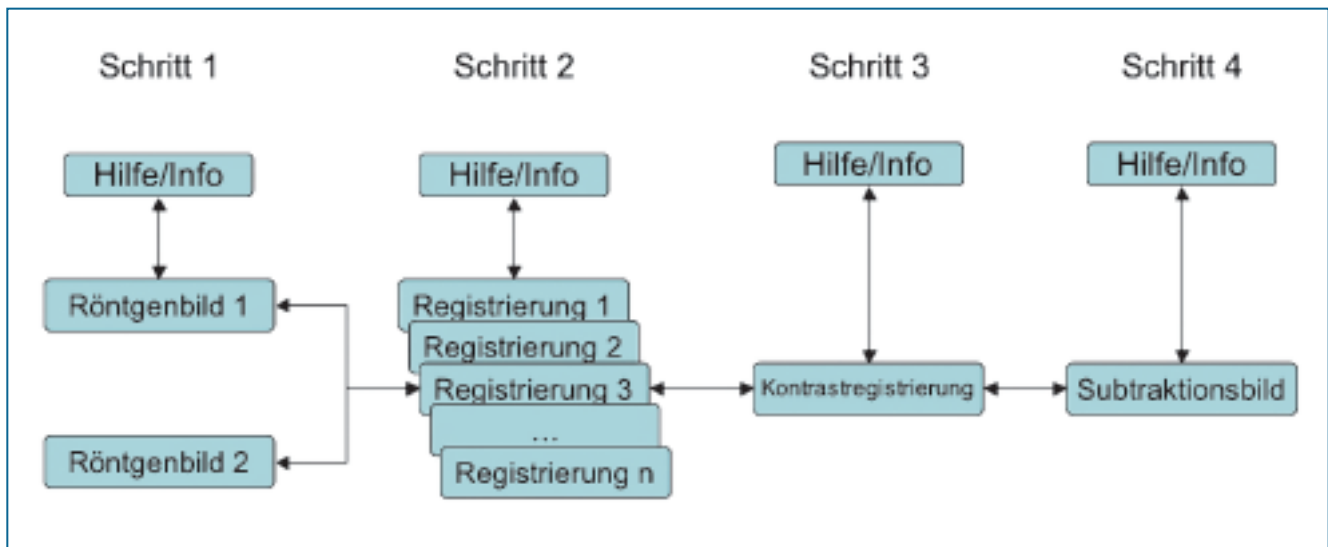 Schritt 1
Schritt 2
Schritt 3
Schritt 4
Hilfe/Info
Hilfe/Info
Hilfe/Info
Hilfe/Info
Röntgenbild 1
Röntgenbild 2
Registrierung 1
Registrierung 2
Registrierung 3
...
Registrierung n
Kontrastregistrierung
Subtraktionsbild